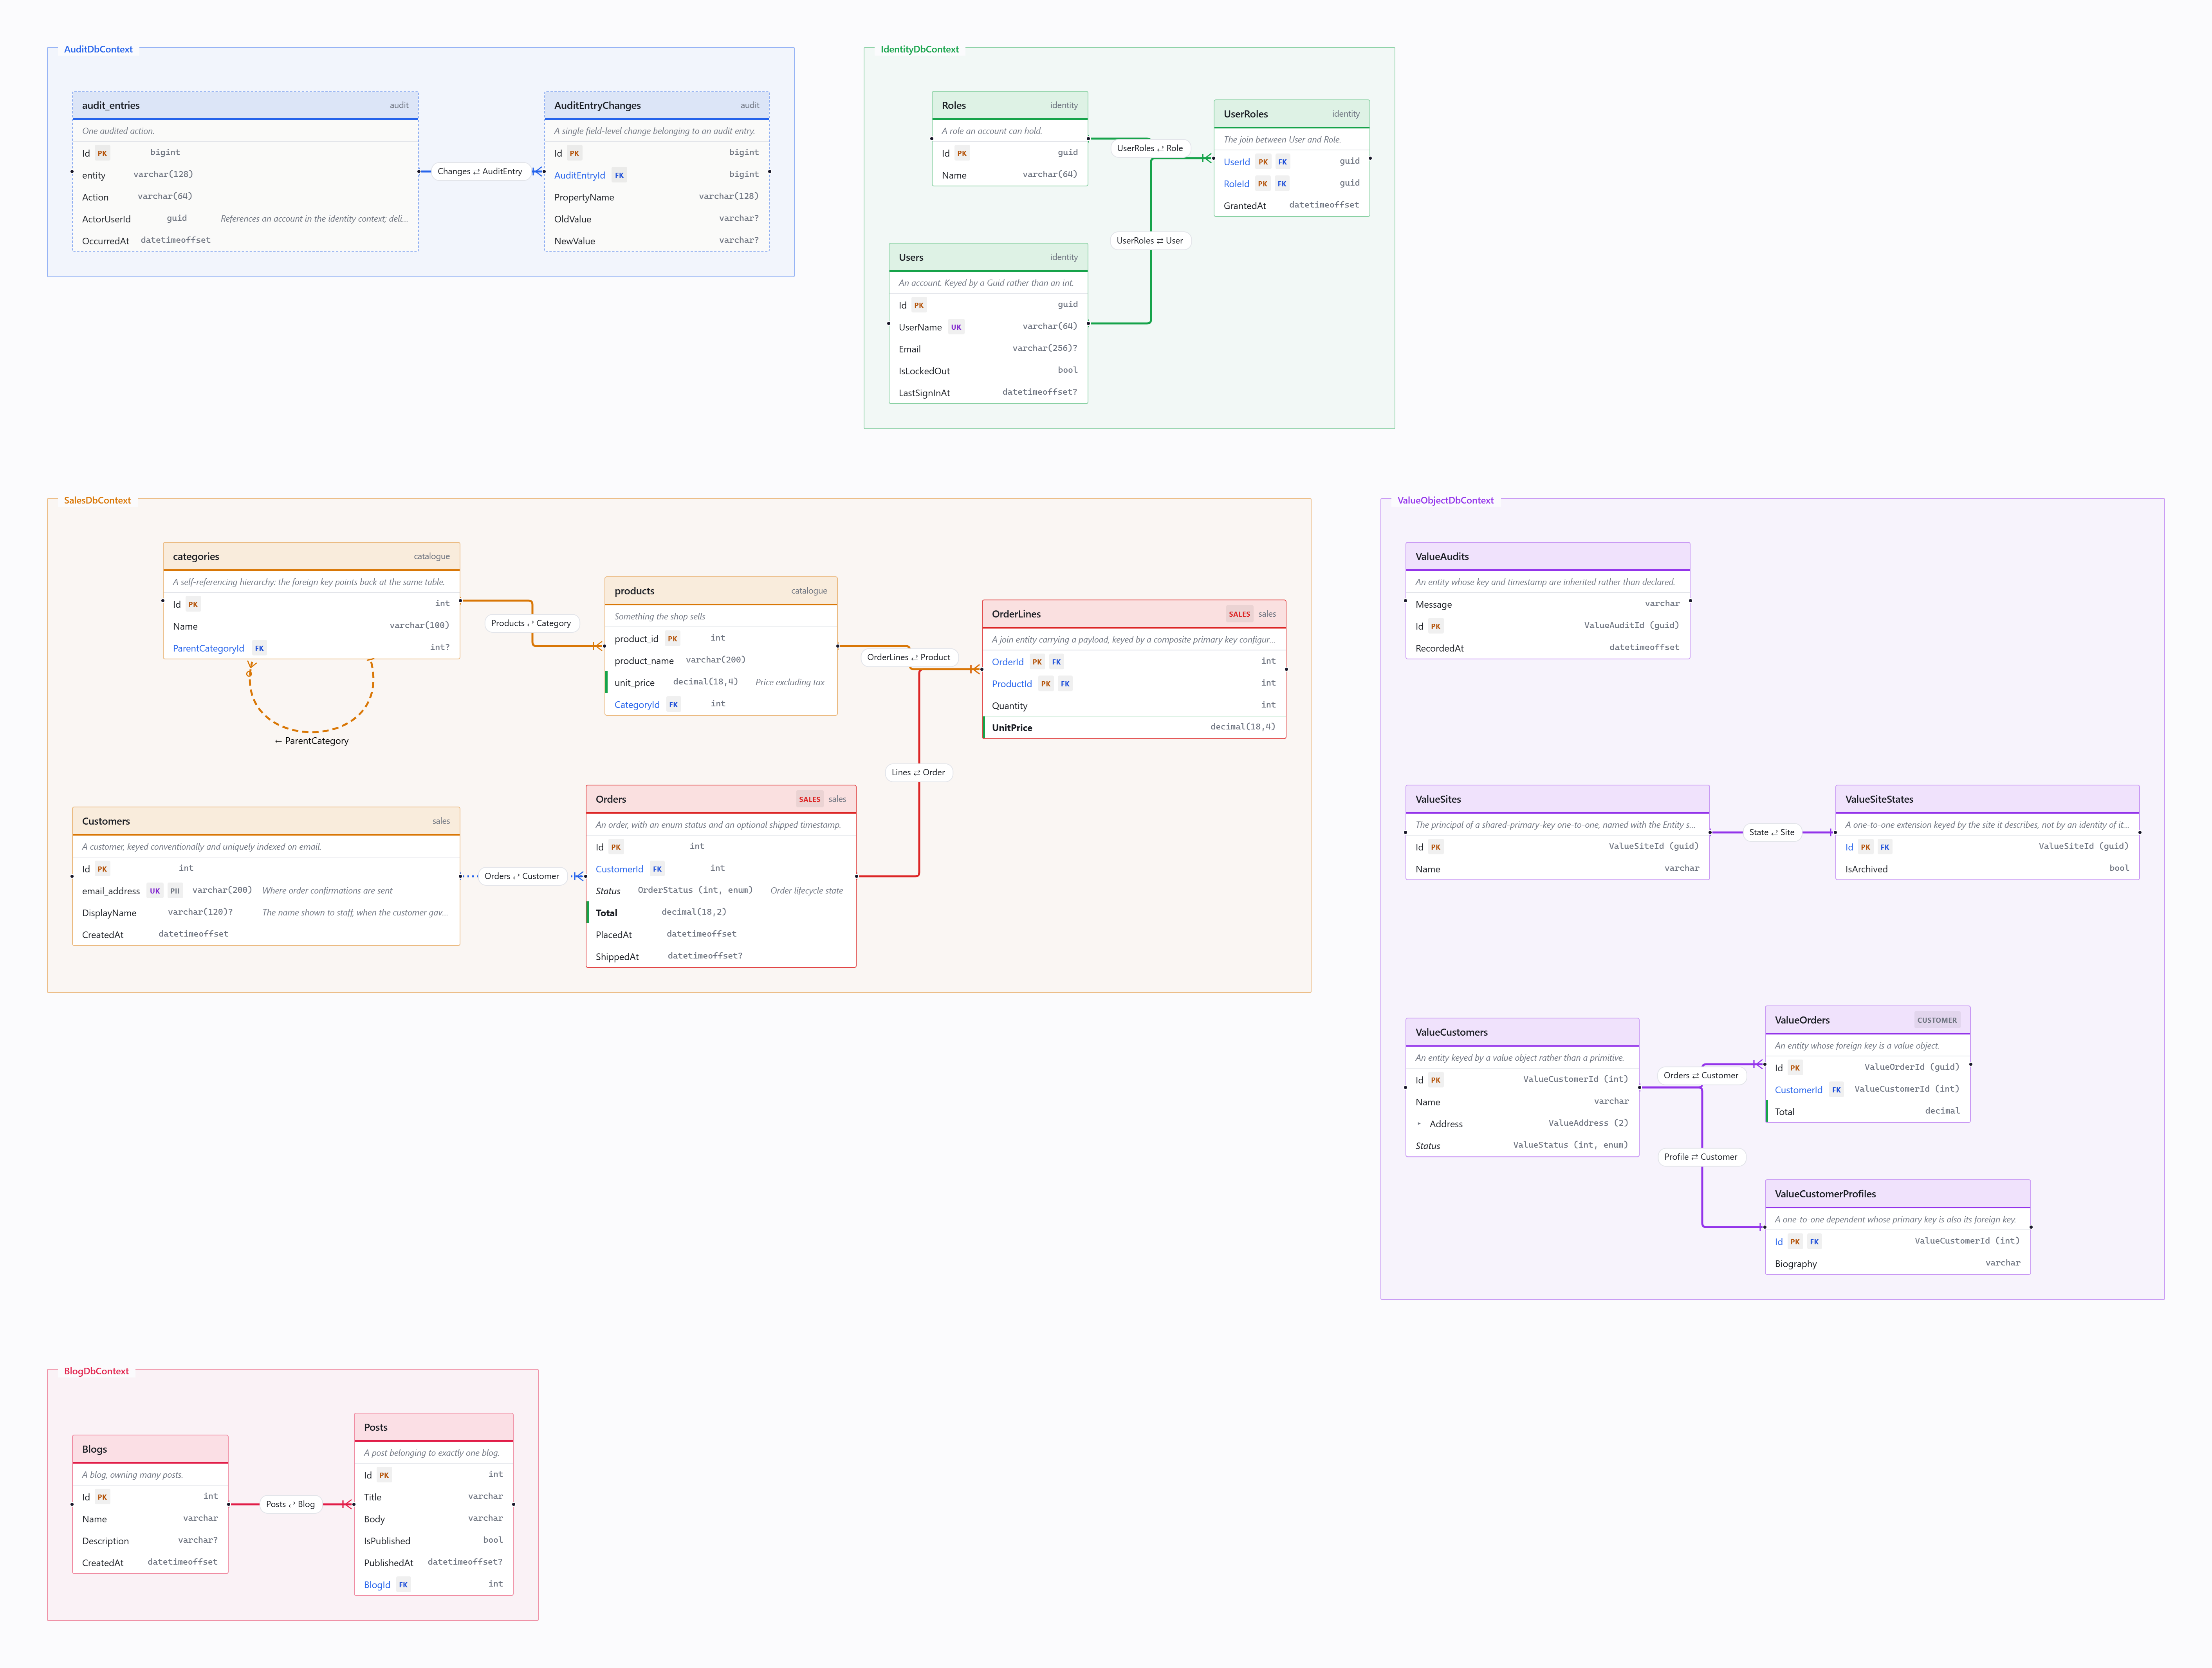 AuditDbContext
audit_entries audit
One audited action.
Id PK bigint
entity varchar(128)
Action varchar(64)
ActorUserId guid References an account in the identity context; deli...
OccurredAt datetimeoffset
Changes ⇄ AuditEntry
AuditEntryChanges audit
A single field-level change belonging to an audit entry.
Id PK bigint
AuditEntryId FK bigint
PropertyName varchar(128)
OldValue varchar?
NewValue varchar?
IdentityDbContext
Roles identity
A role an account can hold.
Id PK guid
Name varchar(64)
UserRoles ⇄ Role
UserRoles identity
The join between User and Role.
UserId PK FK guid
RoleId PK FK guid
GrantedAt datetimeoffset
UserRoles ⇄ User
Users identity
An account. Keyed by a Guid rather than an int.
Id PK guid
UserName UK varchar(64)
Email varchar(256)?
IsLockedOut bool
LastSignInAt datetimeoffset?
SalesDbContext
categories catalogue
A self-referencing hierarchy: the foreign key points back at the same table.
Id PK int
Name varchar(100)
ParentCategoryId FK int?
← ParentCategory
Products ⇄ Category
products catalogue
Something the shop sells
product_id PK int
product_name varchar(200)
unit_price decimal(18,4) Price excluding tax
CategoryId FK int
OrderLines ⇄ Product
OrderLines SALES sales
A join entity carrying a payload, keyed by a composite primary key configur...
OrderId PK FK int
ProductId PK FK int
Quantity int
UnitPrice decimal(18,4)
Lines ⇄ Order
Customers sales
A customer, keyed conventionally and uniquely indexed on email.
Id PK int
email_address UK PII varchar(200) Where order confirmations are sent
DisplayName varchar(120)? The name shown to staff, when the customer gav...
CreatedAt datetimeoffset
Orders ⇄ Customer
Orders SALES sales
An order, with an enum status and an optional shipped timestamp.
Id PK int
CustomerId FK int
Status OrderStatus (int, enum) Order lifecycle state
Total decimal(18,2)
PlacedAt datetimeoffset
ShippedAt datetimeoffset?
ValueObjectDbContext
ValueAudits
An entity whose key and timestamp are inherited rather than declared.
Message varchar
Id PK ValueAuditId (guid)
RecordedAt datetimeoffset
ValueSites
The principal of a shared-primary-key one-to-one, named with the Entity s...
Id PK ValueSiteId (guid)
Name varchar
State ⇄ Site
ValueSiteStates
A one-to-one extension keyed by the site it describes, not by an identity of it...
Id PK FK ValueSiteId (guid)
IsArchived bool
ValueCustomers
An entity keyed by a value object rather than a primitive.
Id PK ValueCustomerId (int)
Name varchar
‣ Address ValueAddress (2)
Status ValueStatus (int, enum)
Orders ⇄ Customer
ValueOrders CUSTOMER
An entity whose foreign key is a value object.
Id PK ValueOrderId (guid)
CustomerId FK ValueCustomerId (int)
Total decimal
Profile ⇄ Customer
ValueCustomerProfiles
A one-to-one dependent whose primary key is also its foreign key.
Id PK FK ValueCustomerId (int)
Biography varchar
BlogDbContext
Blogs
A blog, owning many posts.
Id PK int
Name varchar
Description varchar?
CreatedAt datetimeoffset
Posts ⇄ Blog
Posts
A post belonging to exactly one blog.
Id PK int
Title varchar
Body varchar
IsPublished bool
PublishedAt datetimeoffset?
BlogId FK int